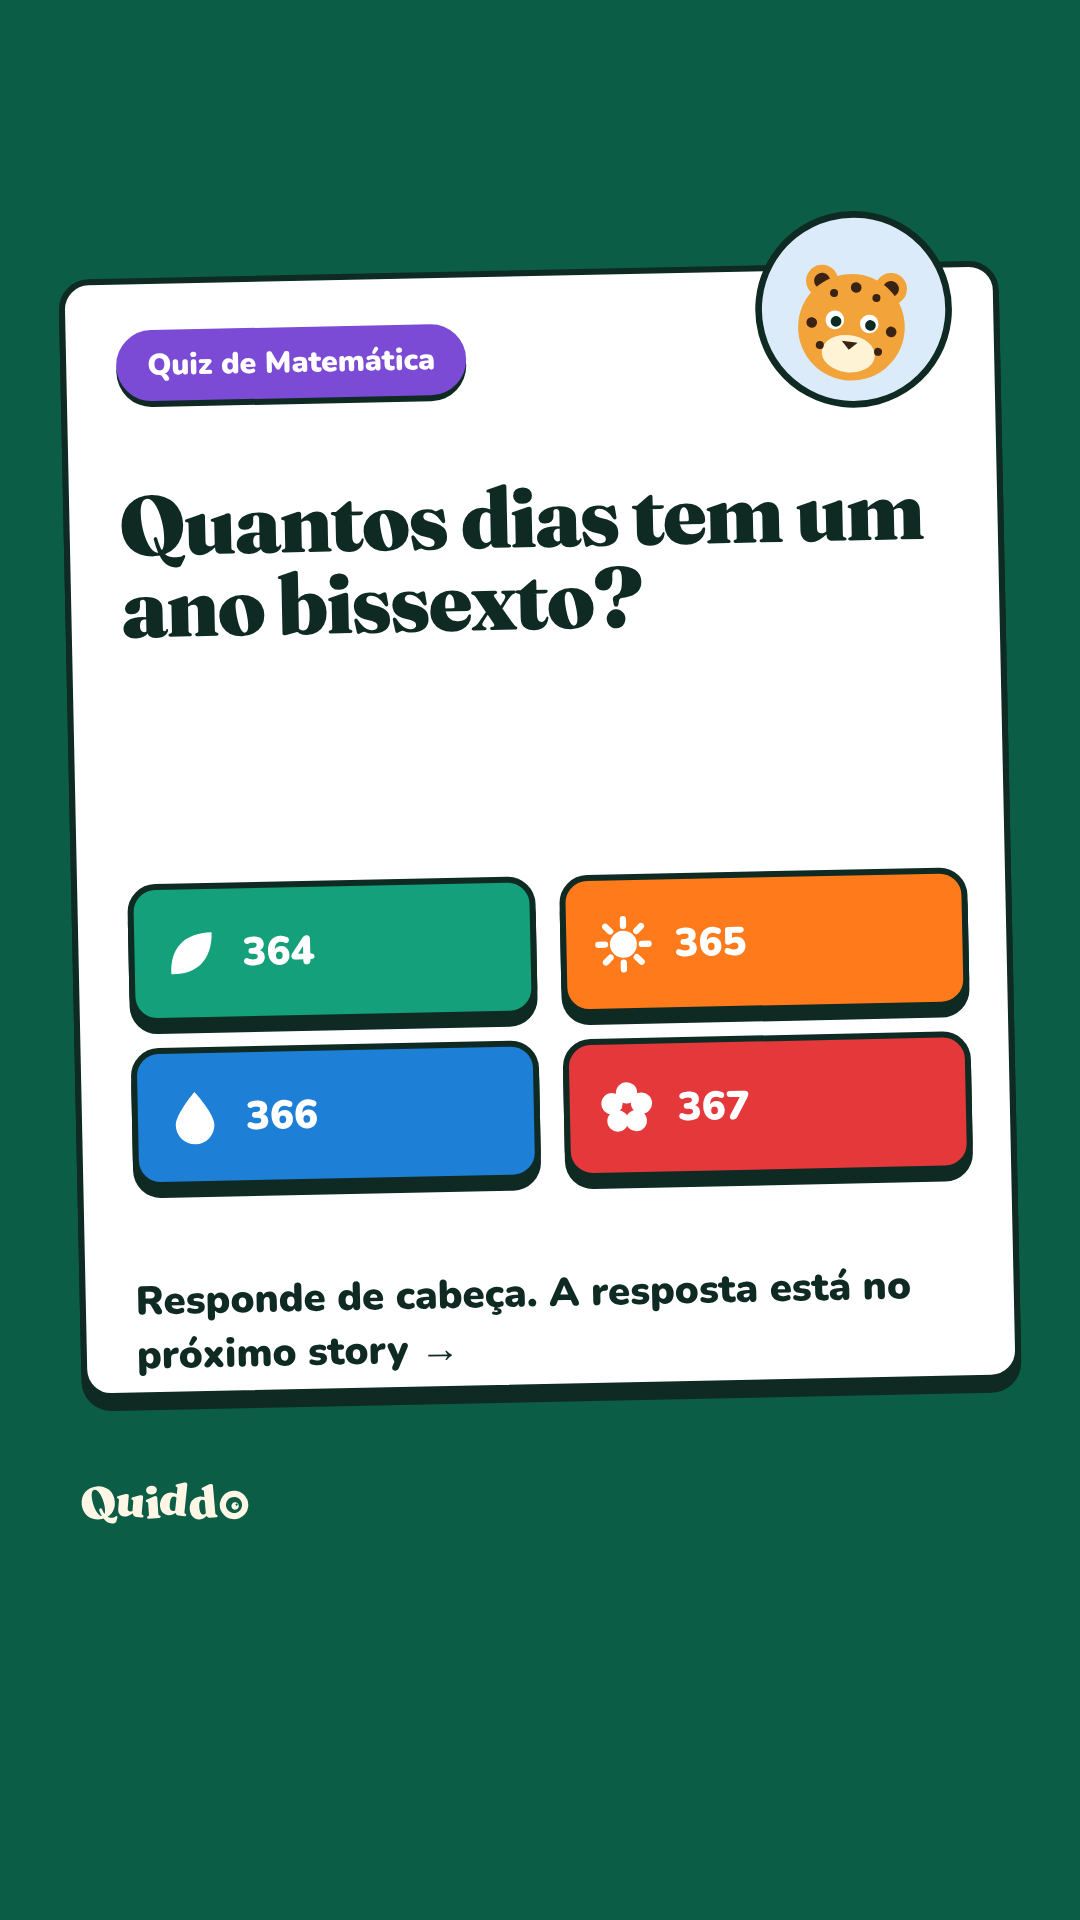 Quiz de Matemática
Quantos dias tem um
ano bissexto?
364
365
366
367
Responde de cabeça. A resposta está no
próximo story →
Quiddo